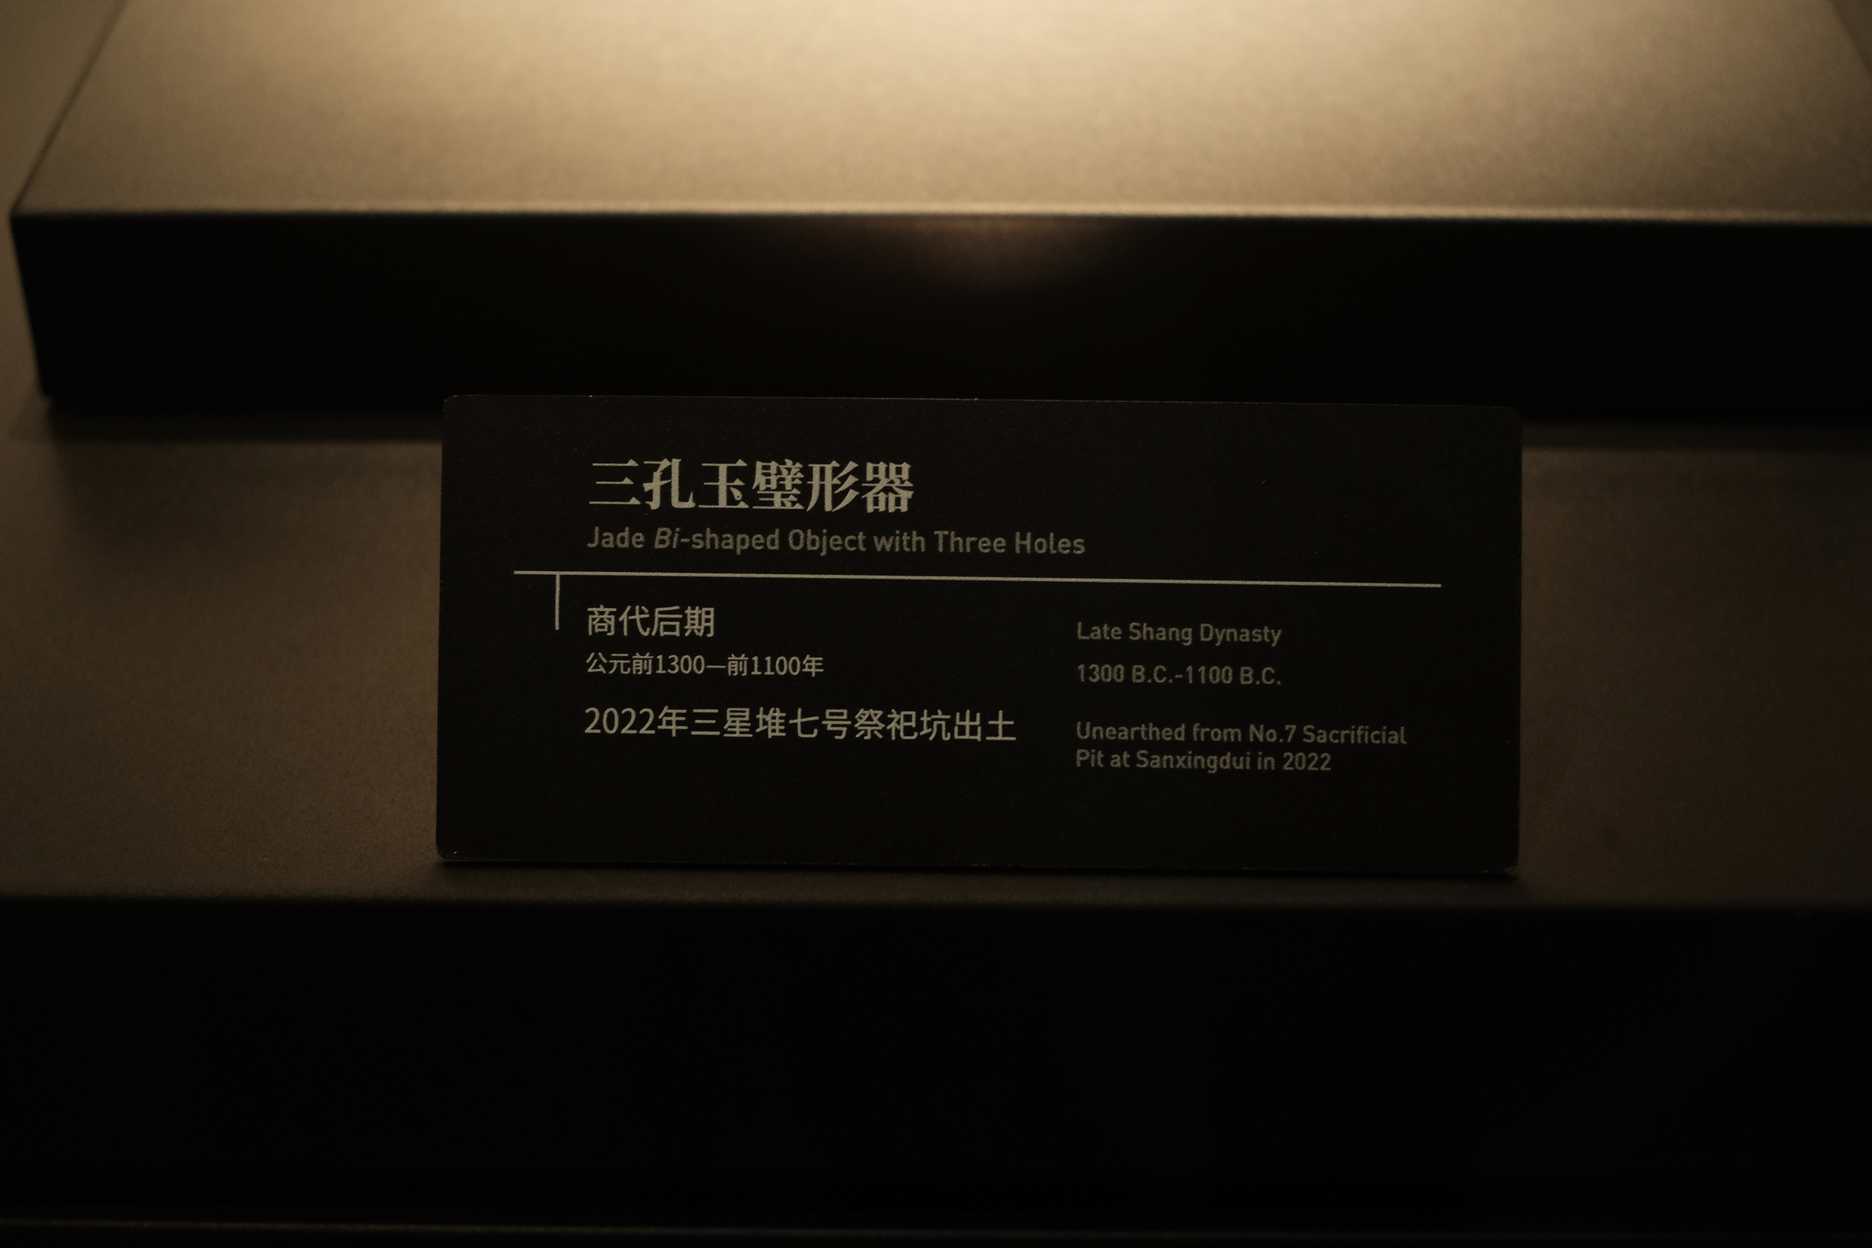 三孔玉璧形器
Jade Bi-shaped Object with Three Holes
商代后期
公元前1300—前1100年
2022年三星堆七号祭祀坑出土
Late Shang Dynasty
1300 B.C.-1100 B.C.
Unearthed from No.7 Sacrificial
Pit at Sanxingdui in 2022